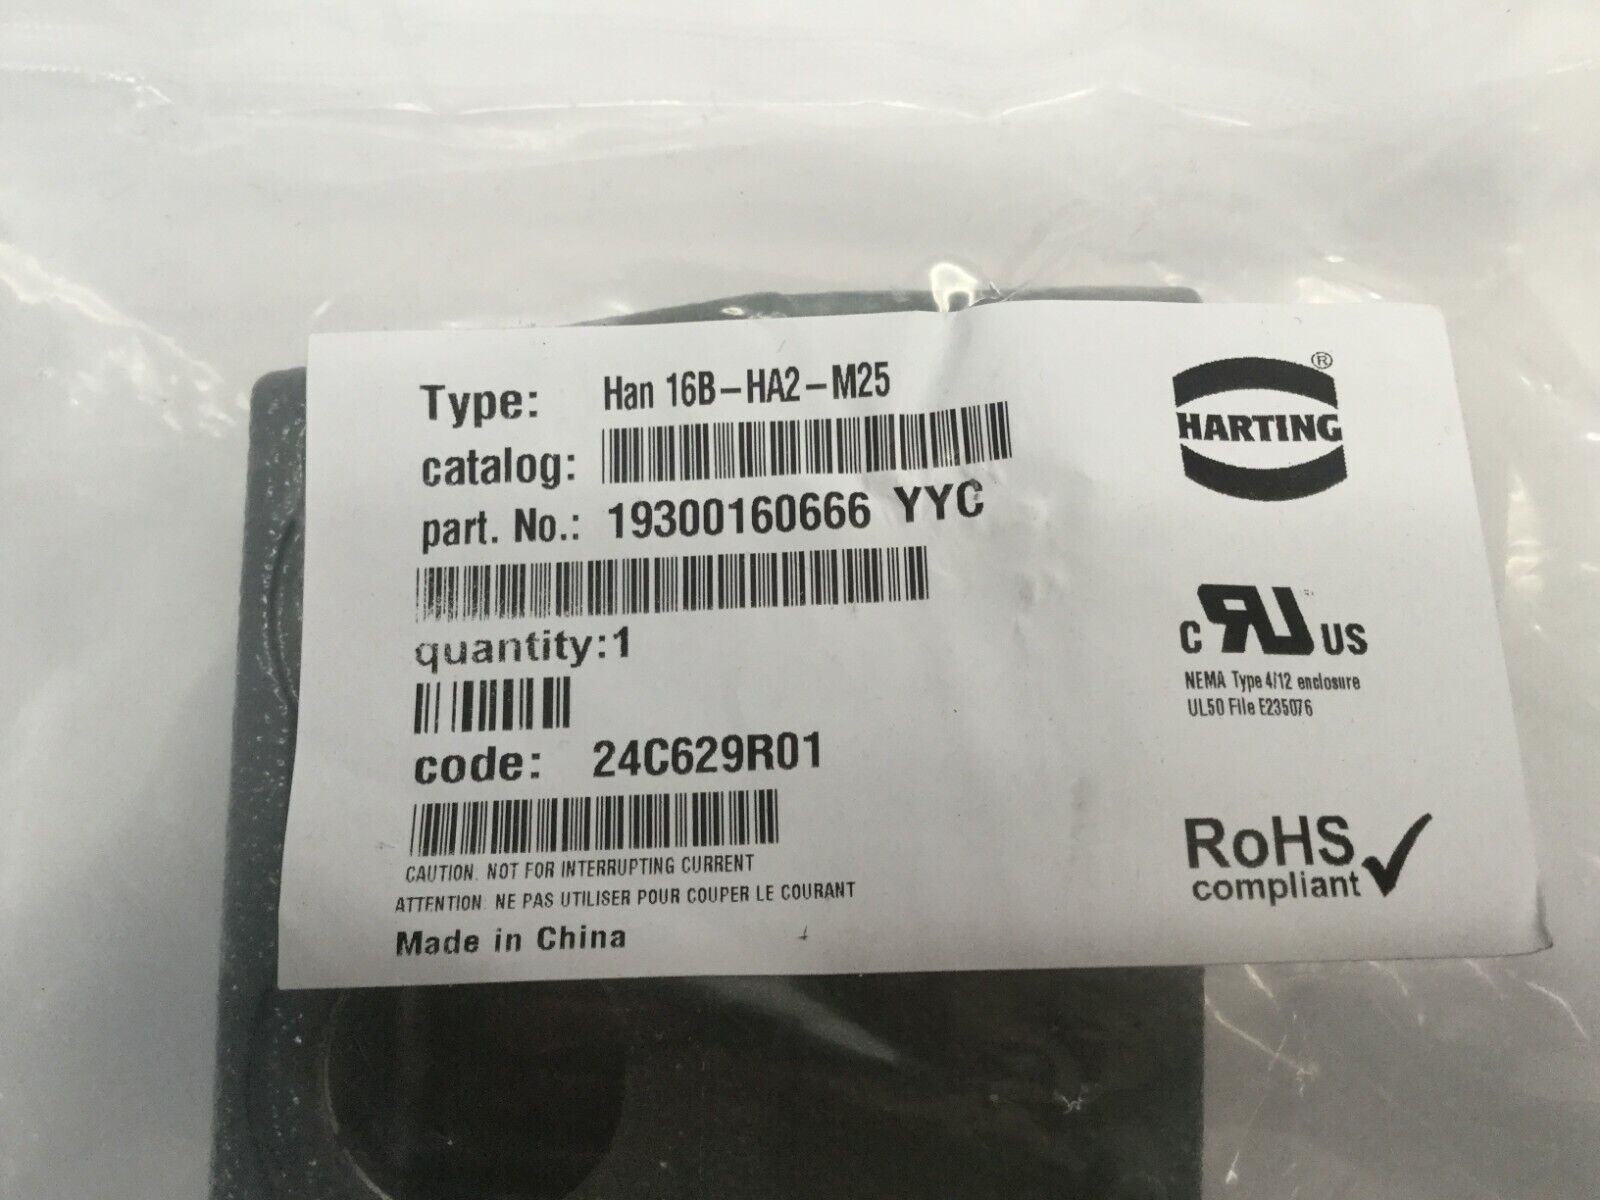 Type: Han 16B-HA2-M25
catalog:
part. No.: 19300160666 YYC
quantity:1
code: 24C629R01
CAUTION. NOT FOR INTERRUPTING CURRENT
ATTENTION: NE PAS UTILISER POUR COUPER LE COURANT
Made in China
®
HARTING
C RU US
NEMA Type 4/12 enclosure
UL50 File E235076
RoHS
compliant